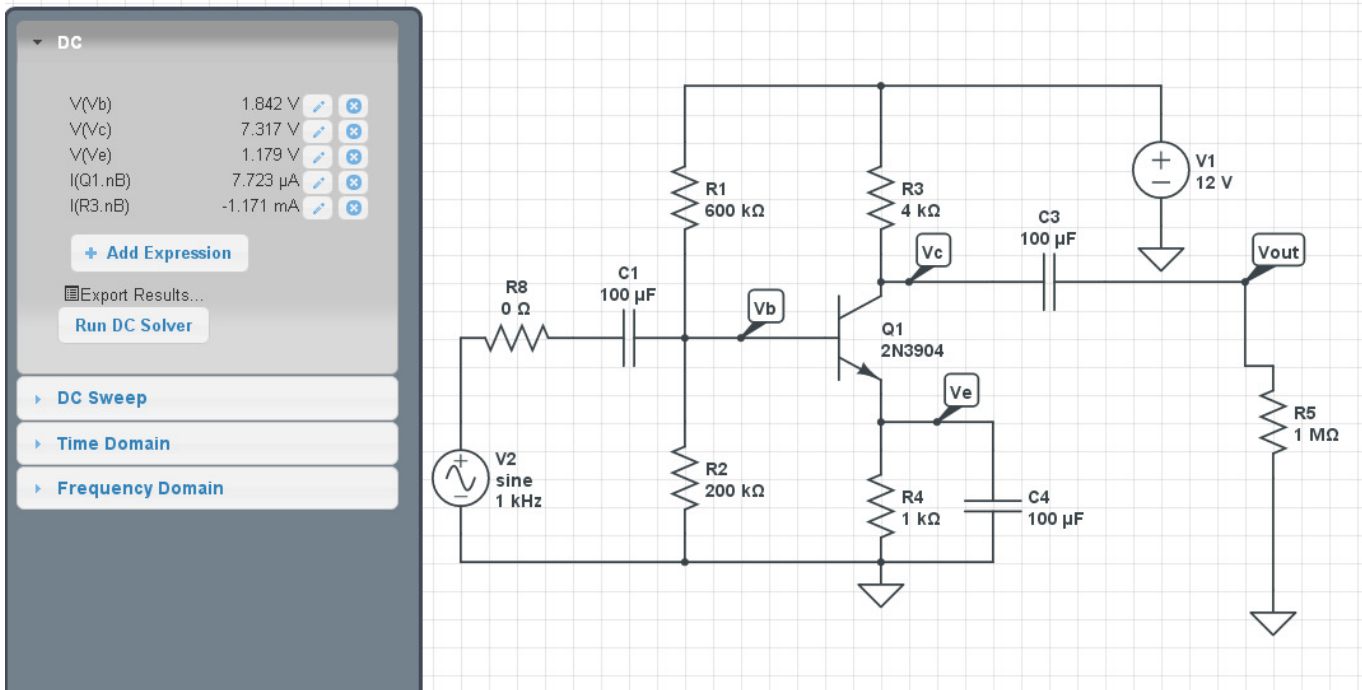 DC
V(Vb) 1.842 V
V(Vc) 7.317 V
V(Ve) 1.179 V
I(Q1.nB) 7.723 µA
I(R3.nB) -1.171 mA
+ Add Expression
Export Results...
Run DC Solver
DC Sweep
Time Domain
Frequency Domain
R1
600 kΩ
R3
4 kΩ
V1
12 V
C3
100 µF
Vc
Vout
R8
0 Ω
C1
100 µF
Vb
Q1
2N3904
Ve
R5
1 MΩ
V2
sine
1 kHz
R2
200 kΩ
R4
1 kΩ
C4
100 µF